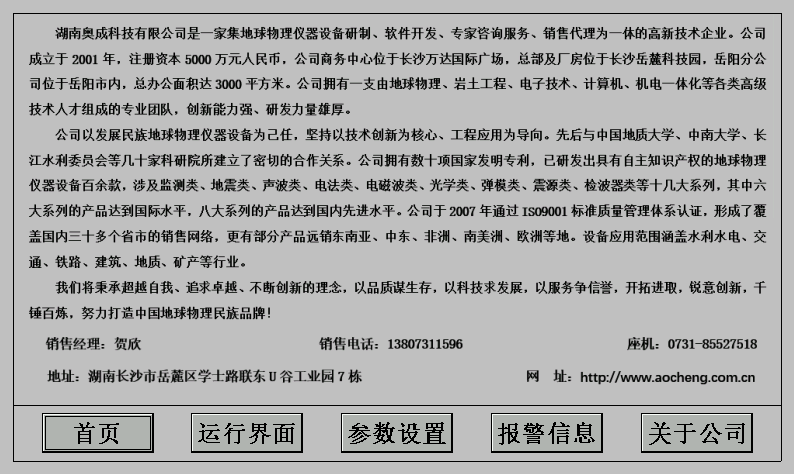 湖南奥成科技有限公司是一家集地球物理仪器设备研制、软件开发、专家咨询服务、销售代理为一体的高新技术企业。公司
成立于 2001 年，注册资本 5000 万元人民币，公司商务中心位于长沙万达国际广场，总部及厂房位于长沙岳麓科技园，岳阳分公
司位于岳阳市内，总办公面积达 3000 平方米。公司拥有一支由地球物理、岩土工程、电子技术、计算机、机电一体化等各类高级
技术人才组成的专业团队，创新能力强、研发力量雄厚。
公司以发展民族地球物理仪器设备为己任，坚持以技术创新为核心、工程应用为导向。先后与中国地质大学、中南大学、长
江水利委员会等几十家科研院所建立了密切的合作关系。公司拥有数十项国家发明专利，已研发出具有自主知识产权的地球物理
仪器设备百余款，涉及监测类、地震类、声波类、电法类、电磁波类、光学类、弹模类、震源类、检波器类等十几大系列，其中六
大系列的产品达到国际水平，八大系列的产品达到国内先进水平。公司于 2007 年通过 ISO9001 标准质量管理体系认证，形成了覆
盖国内三十多个省市的销售网络，更有部分产品远销东南亚、中东、非洲、南美洲、欧洲等地。设备应用范围涵盖水利水电、交
通、铁路、建筑、地质、矿产等行业。
我们将秉承超越自我、追求卓越、不断创新的理念，以品质谋生存，以科技求发展，以服务争信誉，开拓进取，锐意创新，千
锤百炼，努力打造中国地球物理民族品牌！
销售经理：贺欣 销售电话：13807311596 座机：0731-85527518
地址：湖南长沙市岳麓区学士路联东 U 谷工业园 7 栋 网 址：http://www.aocheng.com.cn
首页 运行界面 参数设置 报警信息 关于公司